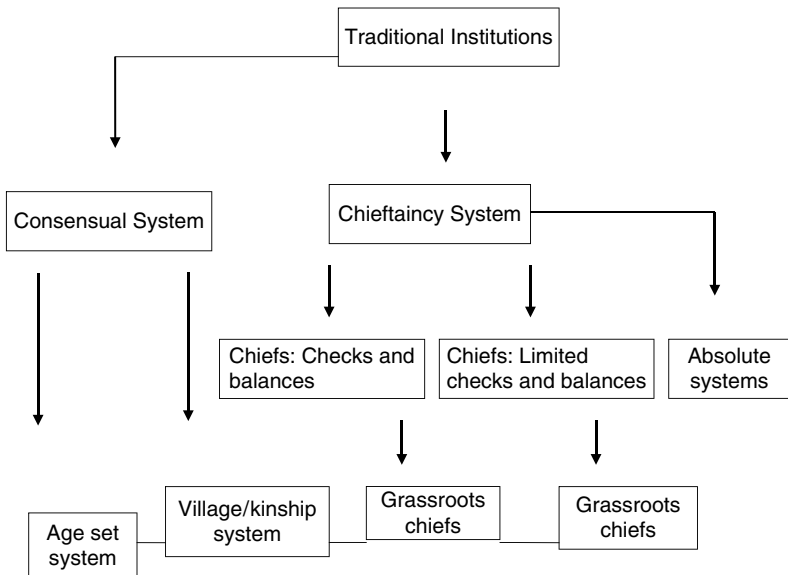 Traditional Institutions
Consensual System
Chieftaincy System
Chiefs: Checks and
balances
Chiefs: Limited
checks and balances
Absolute
systems
Age set
system
Village/kinship
system
Grassroots
chiefs
Grassroots
chiefs